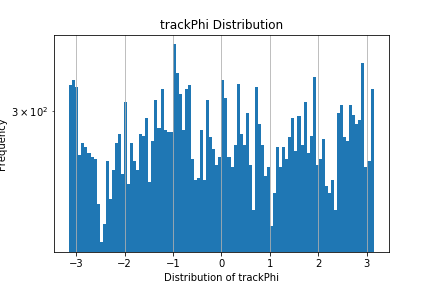 trackPhi Distribution
Frequency
3 × 10²
−3 −2 −1 0 1 2 3
Distribution of trackPhi